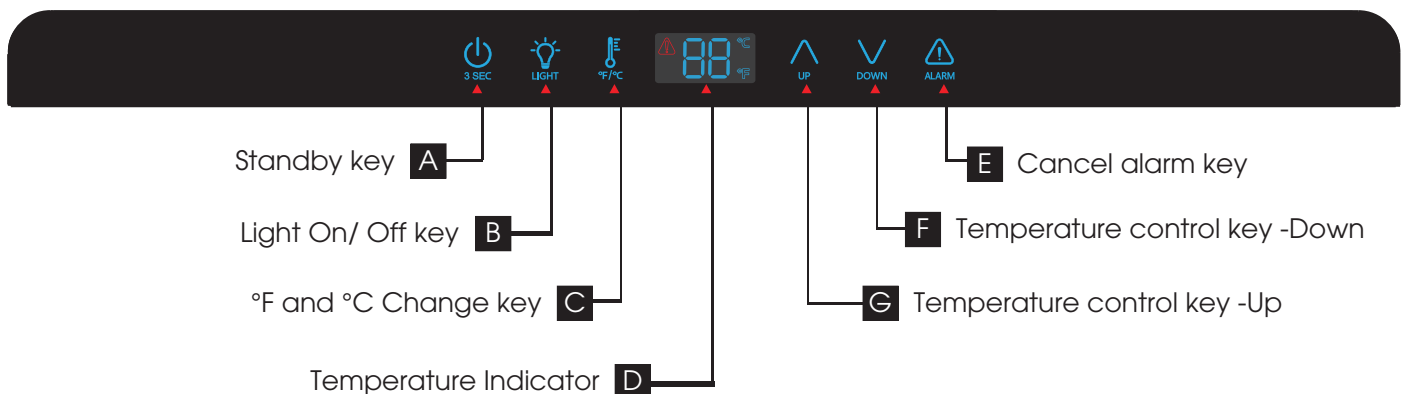 88 °C
°F
3 SEC LIGHT °F/°C UP DOWN ALARM
Standby key A
E Cancel alarm key
Light On/ Off key B
F Temperature control key -Down
°F and °C Change key C
G Temperature control key -Up
Temperature Indicator D